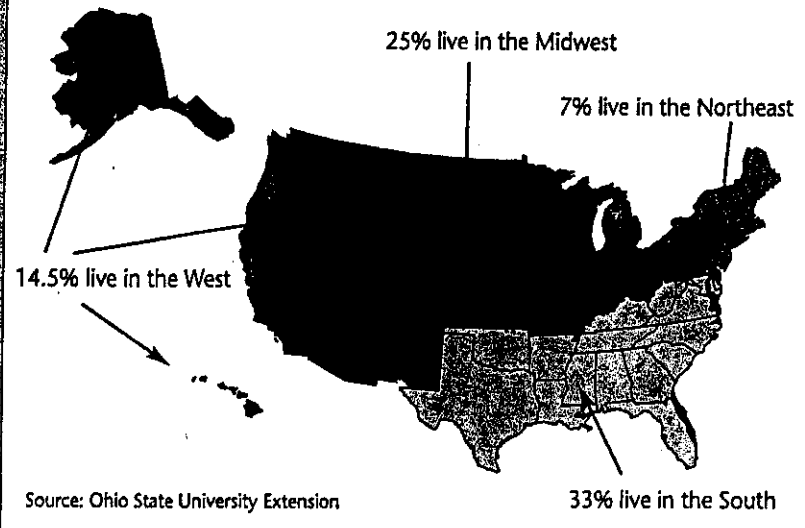 25% live in the Midwest
7% live in the Northeast
14.5% live in the West
Source: Ohio State University Extension
33% live in the South